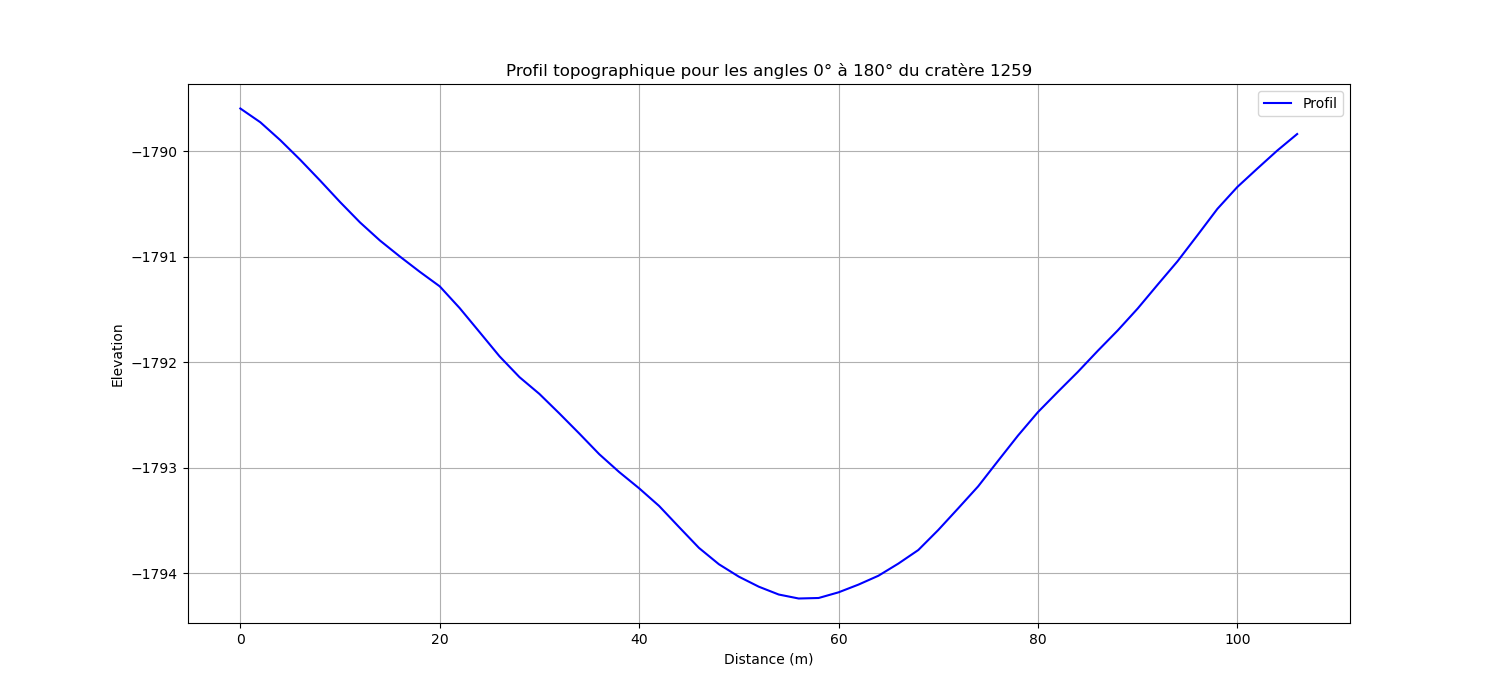 Profil topographique pour les angles 0° à 180° du cratère 1259
Profil
−1790
−1791
−1792
−1793
−1794
Elevation
0 20 40 60 80 100
Distance (m)